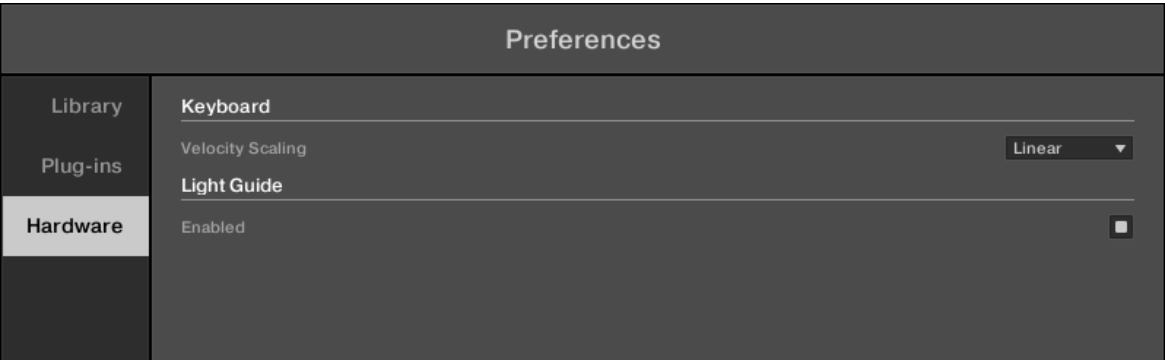 Preferences
Library
Plug-ins
Hardware
Keyboard
Velocity Scaling Linear
Light Guide
Enabled